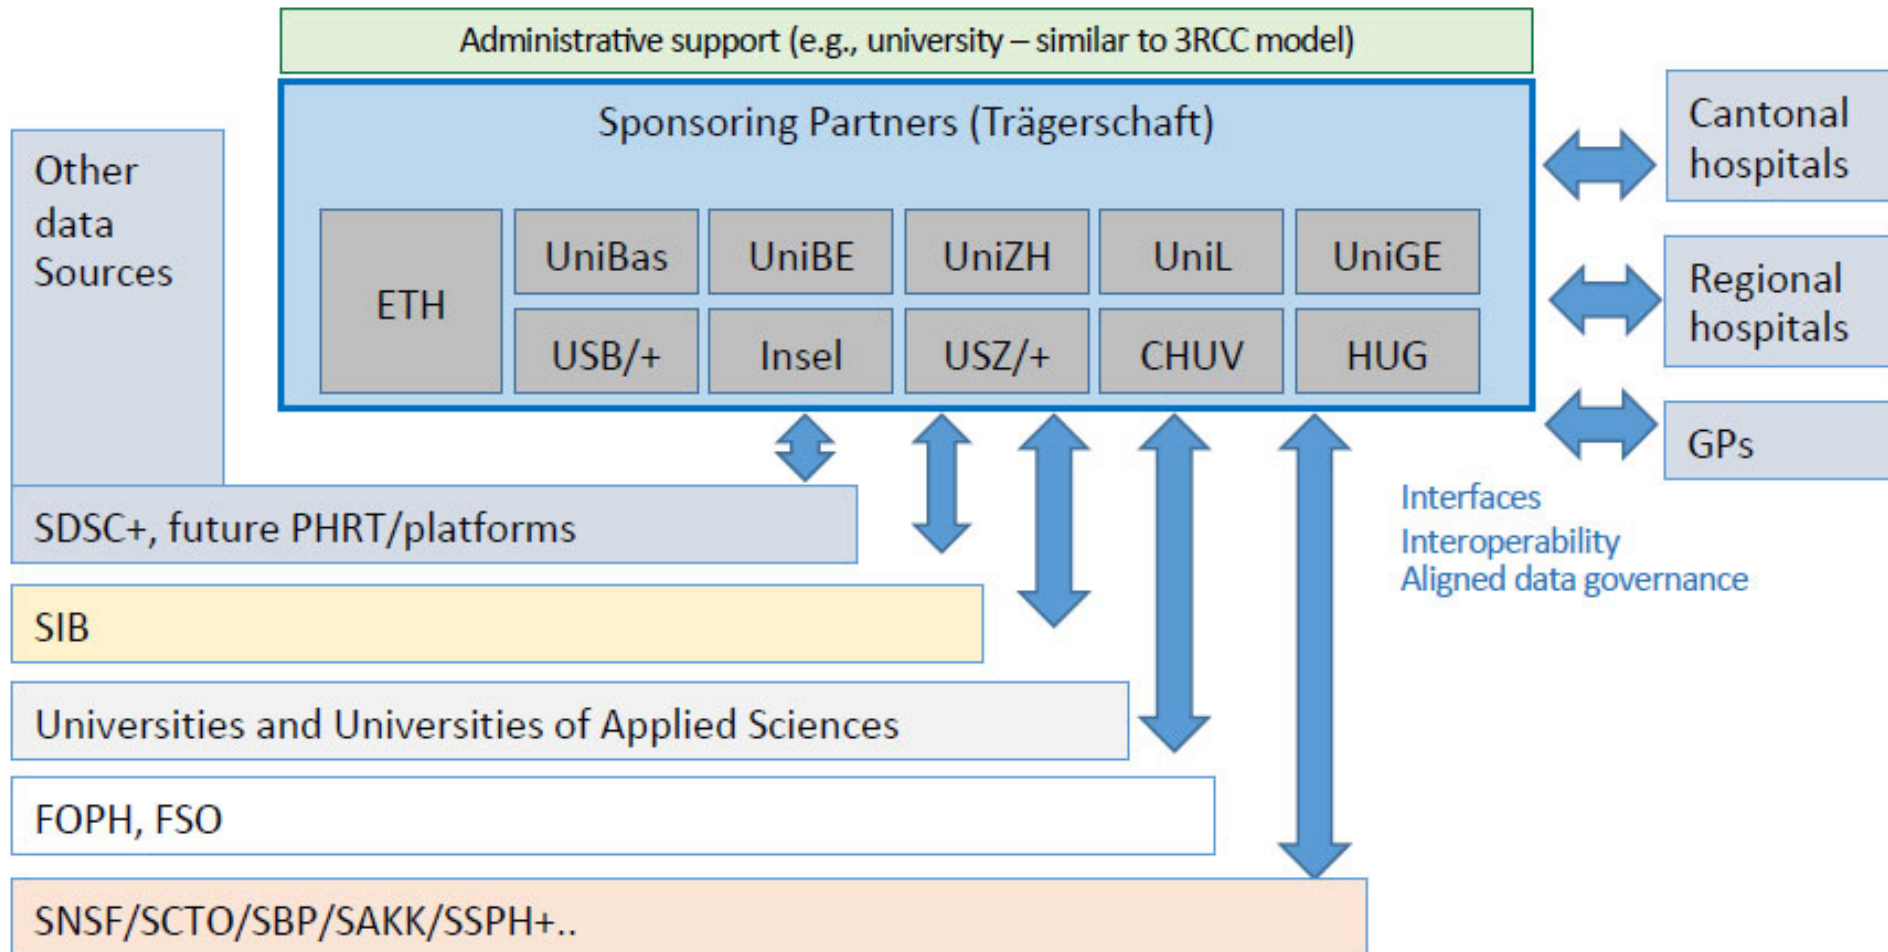 Administrative support (e.g., university – similar to 3RCC model)
Sponsoring Partners (Trägerschaft)
Other
data
Sources
ETH
UniBas
UniBE
UniZH
UniL
UniGE
USB/+
Insel
USZ/+
CHUV
HUG
Cantonal
hospitals
Regional
hospitals
GPs
Interfaces
Interoperability
Aligned data governance
SDSC+, future PHRT/platforms
SIB
Universities and Universities of Applied Sciences
FOPH, FSO
SNSF/SCTO/SBP/SAKK/SSPH+..